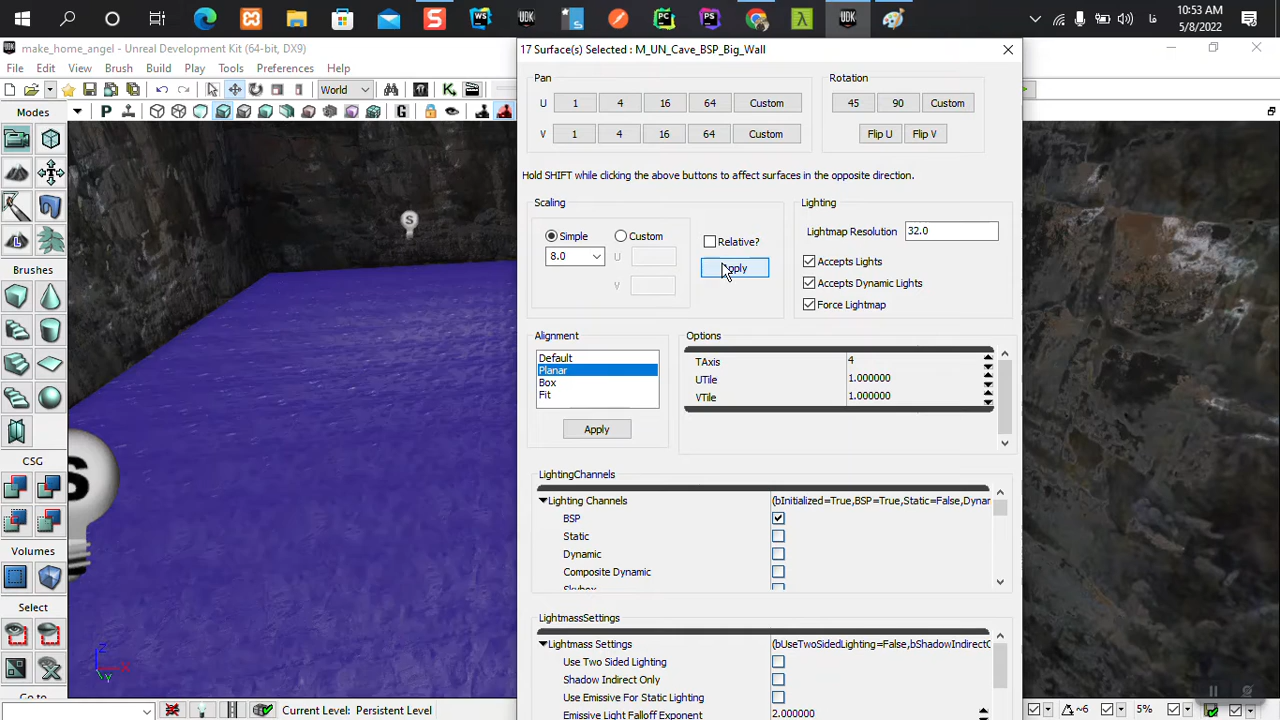 10:53 AM
5/8/2022
make_home_angel - Unreal Development Kit (64-bit, DX9)
File Edit View Brush Build Play Tools Preferences Help
World
Modes
Brushes
CSG
Volumes
Select
Go to
17 Surface(s) Selected : M_UN_Cave_BSP_Big_Wall
Pan
U 1 4 16 64 Custom
V 1 4 16 64 Custom
Rotation
45 90 Custom
Flip U Flip V
Hold SHIFT while clicking the above buttons to affect surfaces in the opposite direction.
Scaling
Simple Custom
8.0 U
V
Relative?
Apply
Lighting
Lightmap Resolution 32.0
Accepts Lights
Accepts Dynamic Lights
Force Lightmap
Alignment
Default
Planar
Box
Fit
Apply
Options
TAxis 4
UTile 1.000000
VTile 1.000000
LightingChannels
Lighting Channels (bInitialized=True,BSP=True,Static=False,Dynar
BSP
Static
Dynamic
Composite Dynamic
Skybox
LightmassSettings
Lightmass Settings (bUseTwoSidedLighting=False,bShadowIndirectO
Use Two Sided Lighting
Shadow Indirect Only
Use Emissive For Static Lighting
Emissive Light Falloff Exponent 2.000000
S
S
Z
X
Y
Current Level: Persistent Level
~6 5%